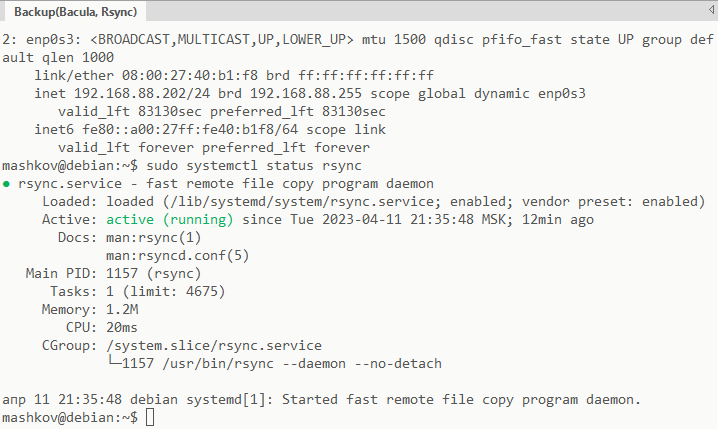 Backup(Bacula, Rsync)
2: enp0s3: <BROADCAST,MULTICAST,UP,LOWER_UP> mtu 1500 qdisc pfifo_fast state UP group def
ault qlen 1000
    link/ether 08:00:27:40:b1:f8 brd ff:ff:ff:ff:ff:ff
    inet 192.168.88.202/24 brd 192.168.88.255 scope global dynamic enp0s3
       valid_lft 83130sec preferred_lft 83130sec
    inet6 fe80::a00:27ff:fe40:b1f8/64 scope link
       valid_lft forever preferred_lft forever
mashkov@debian:~$ sudo systemctl status rsync
● rsync.service - fast remote file copy program daemon
     Loaded: loaded (/lib/systemd/system/rsync.service; enabled; vendor preset: enabled)
     Active: active (running) since Tue 2023-04-11 21:35:48 MSK; 12min ago
       Docs: man:rsync(1)
             man:rsyncd.conf(5)
   Main PID: 1157 (rsync)
      Tasks: 1 (limit: 4675)
     Memory: 1.2M
        CPU: 20ms
     CGroup: /system.slice/rsync.service
             └─1157 /usr/bin/rsync --daemon --no-detach

апр 11 21:35:48 debian systemd[1]: Started fast remote file copy program daemon.
mashkov@debian:~$